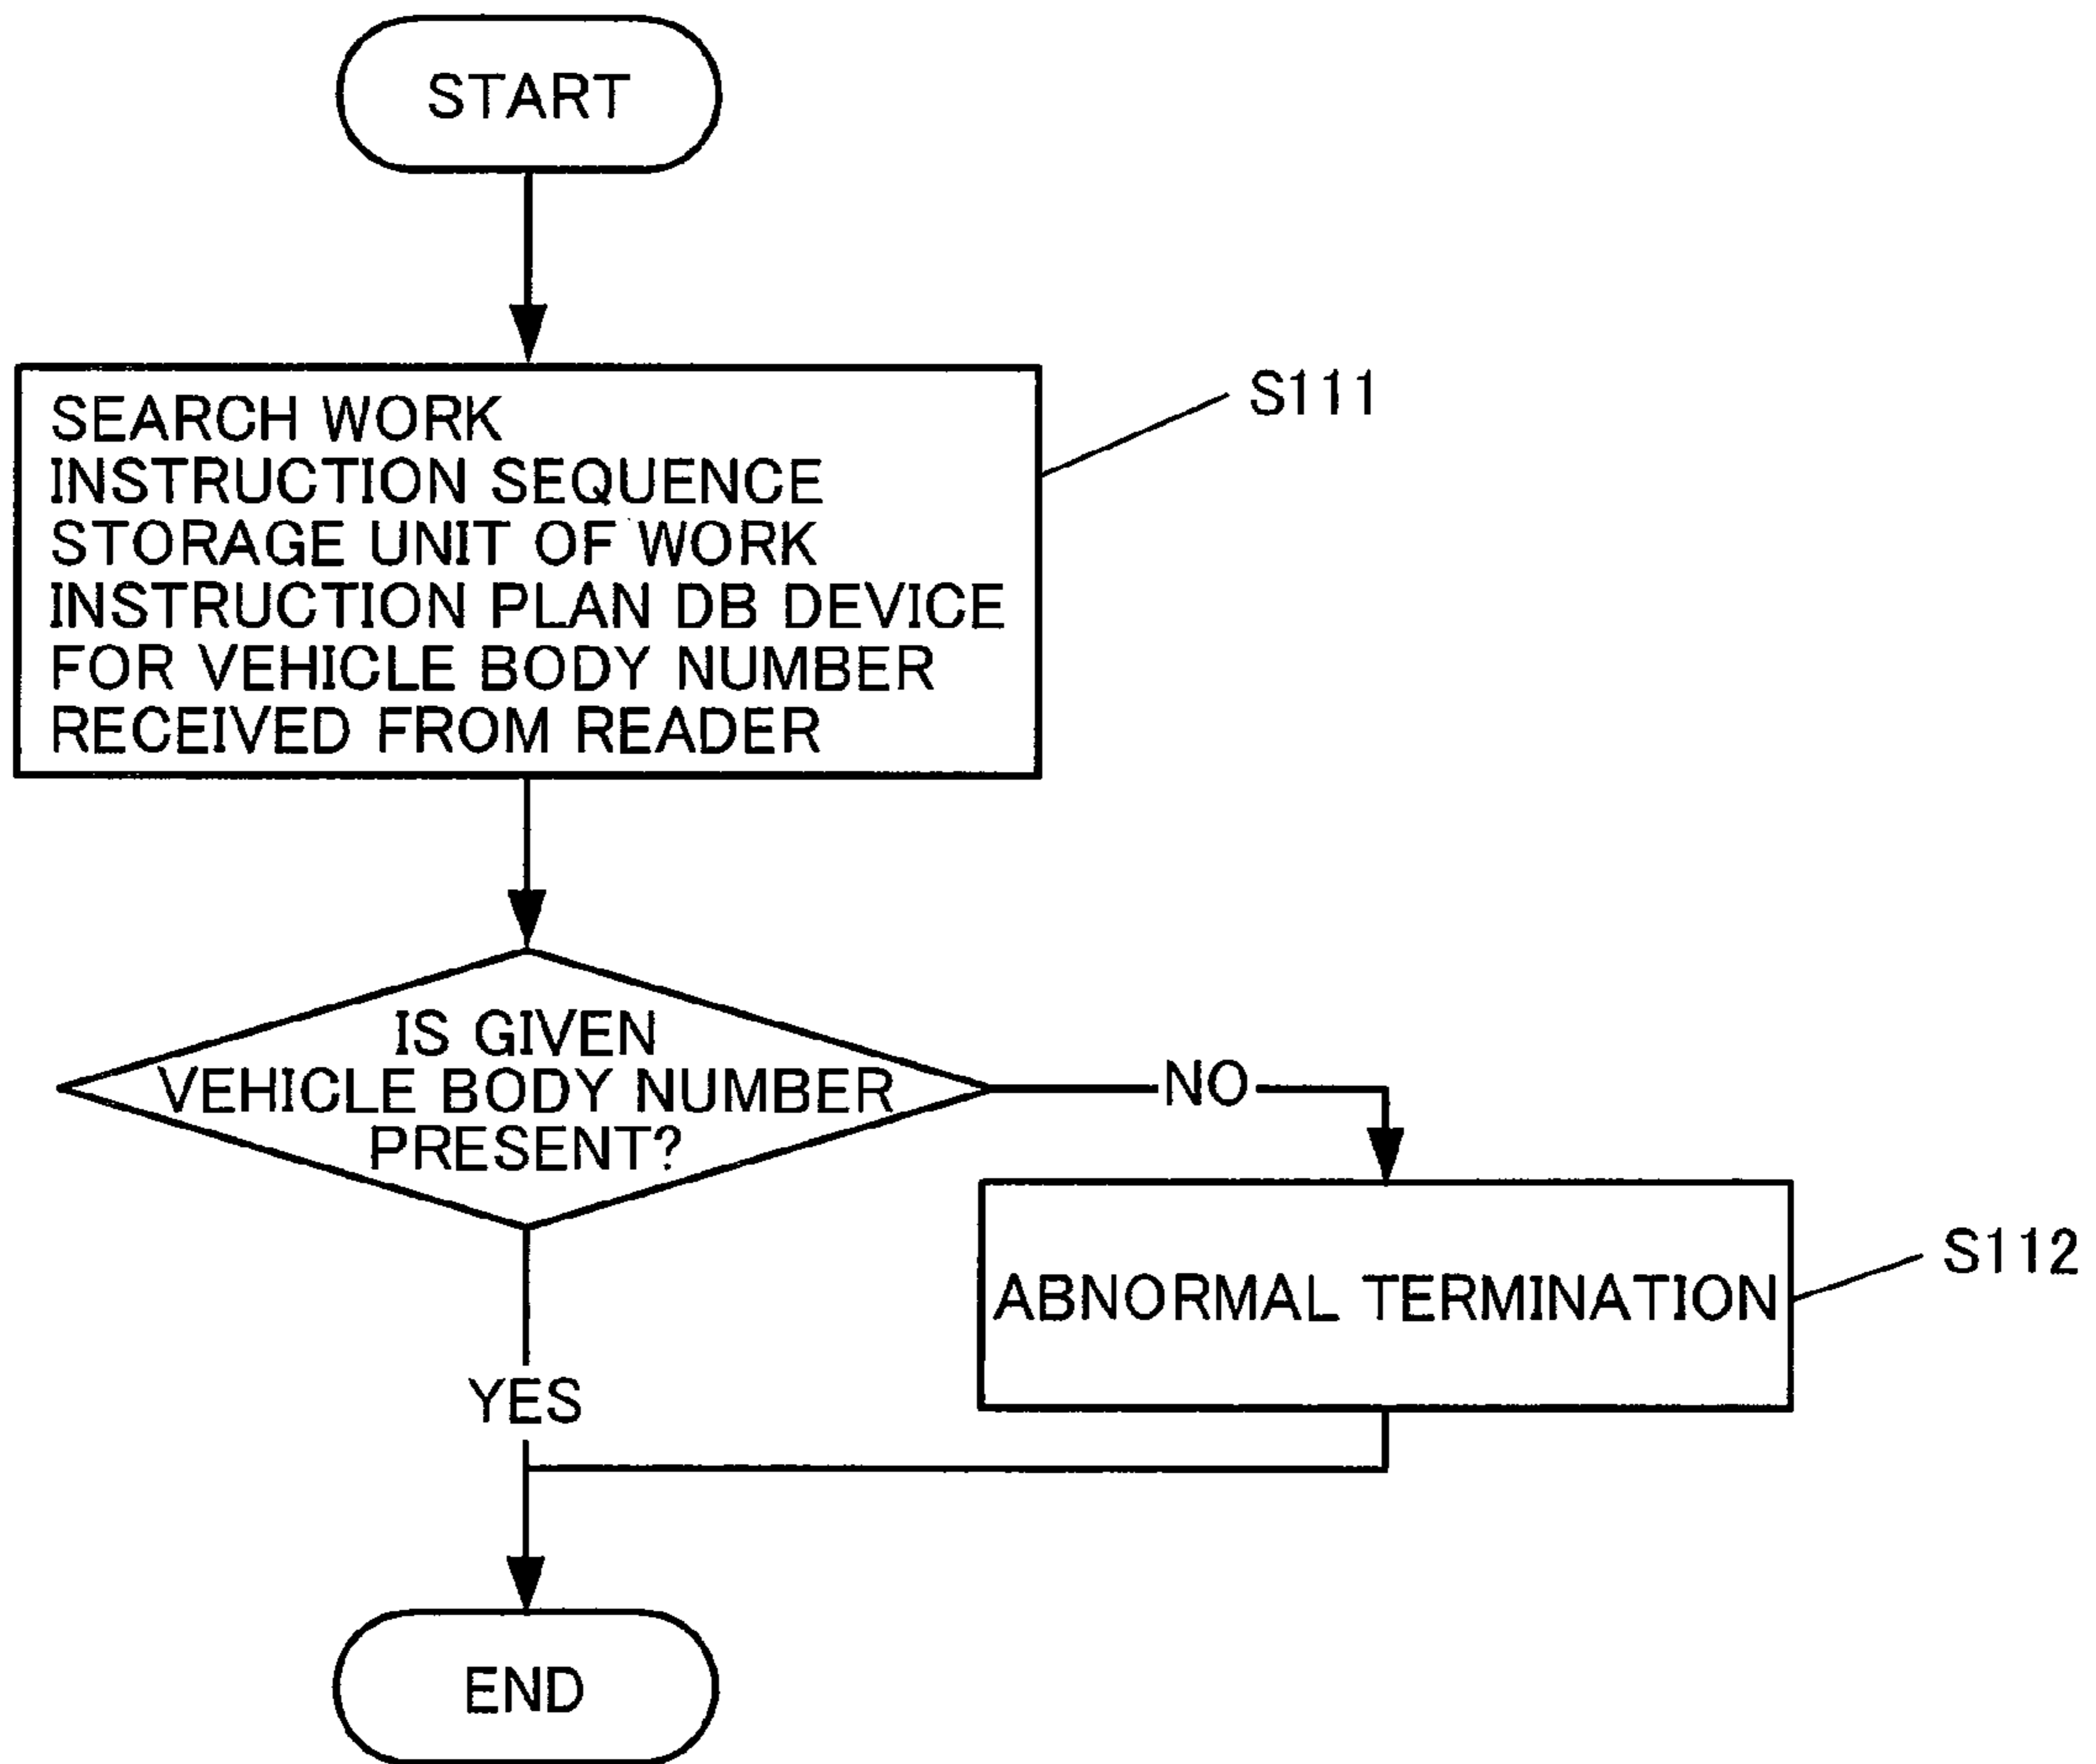 START
SEARCH WORK
INSTRUCTION SEQUENCE
STORAGE UNIT OF WORK
INSTRUCTION PLAN DB DEVICE
FOR VEHICLE BODY NUMBER
RECEIVED FROM READER
S111
IS GIVEN
VEHICLE BODY NUMBER
PRESENT?
NO
ABNORMAL TERMINATION
S112
YES
END